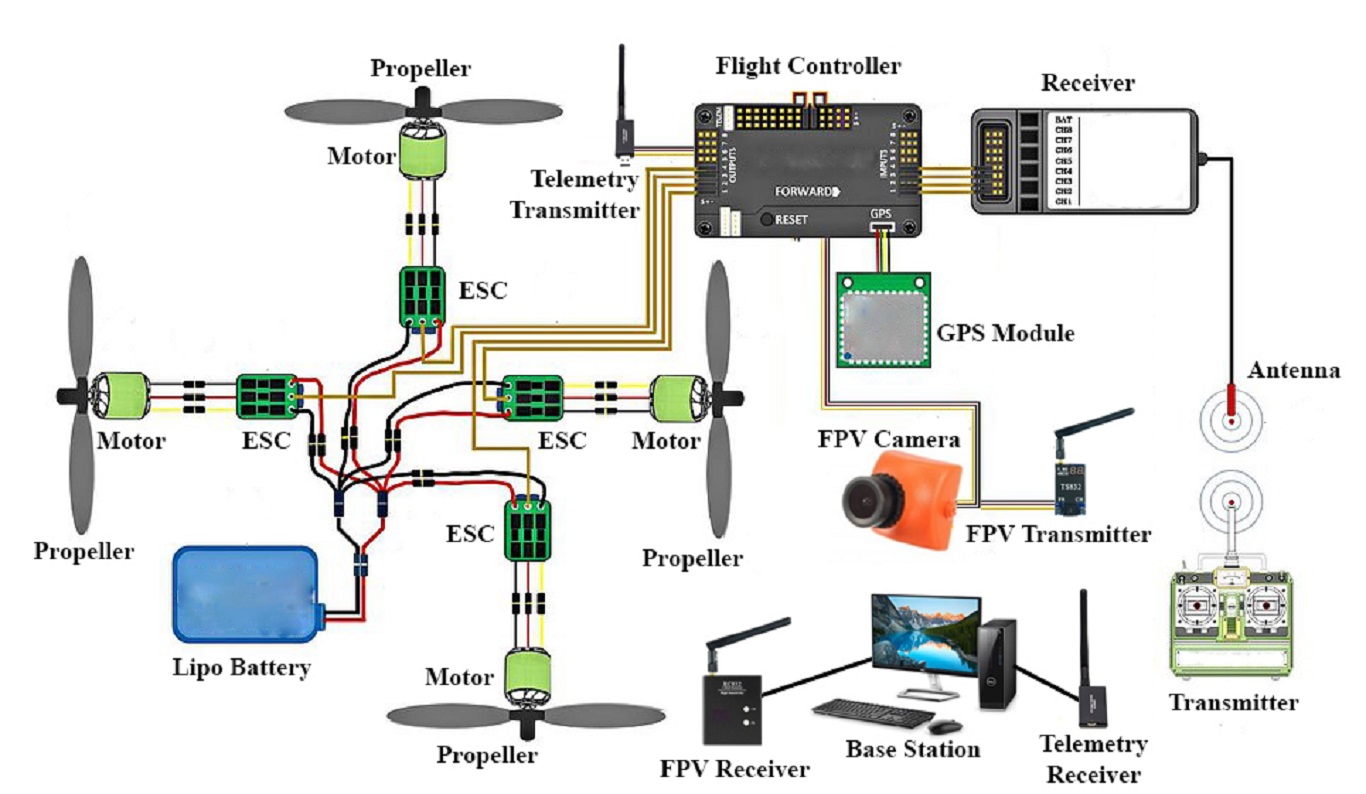 Propeller
Flight Controller
Receiver
Motor
Telemetry
Transmitter
OUTPUTS
INPUTS
FORWARD
RESET
GPS
BAT
CH8
CH7
CH6
CH5
CH4
CH3
CH2
CH1
ESC
GPS Module
Antenna
Motor
ESC
ESC
Motor
FPV Camera
TS832
FPV Transmitter
Propeller
ESC
Propeller
Lipo Battery
Motor
Propeller
FPV Receiver
Base Station
Telemetry
Receiver
Transmitter